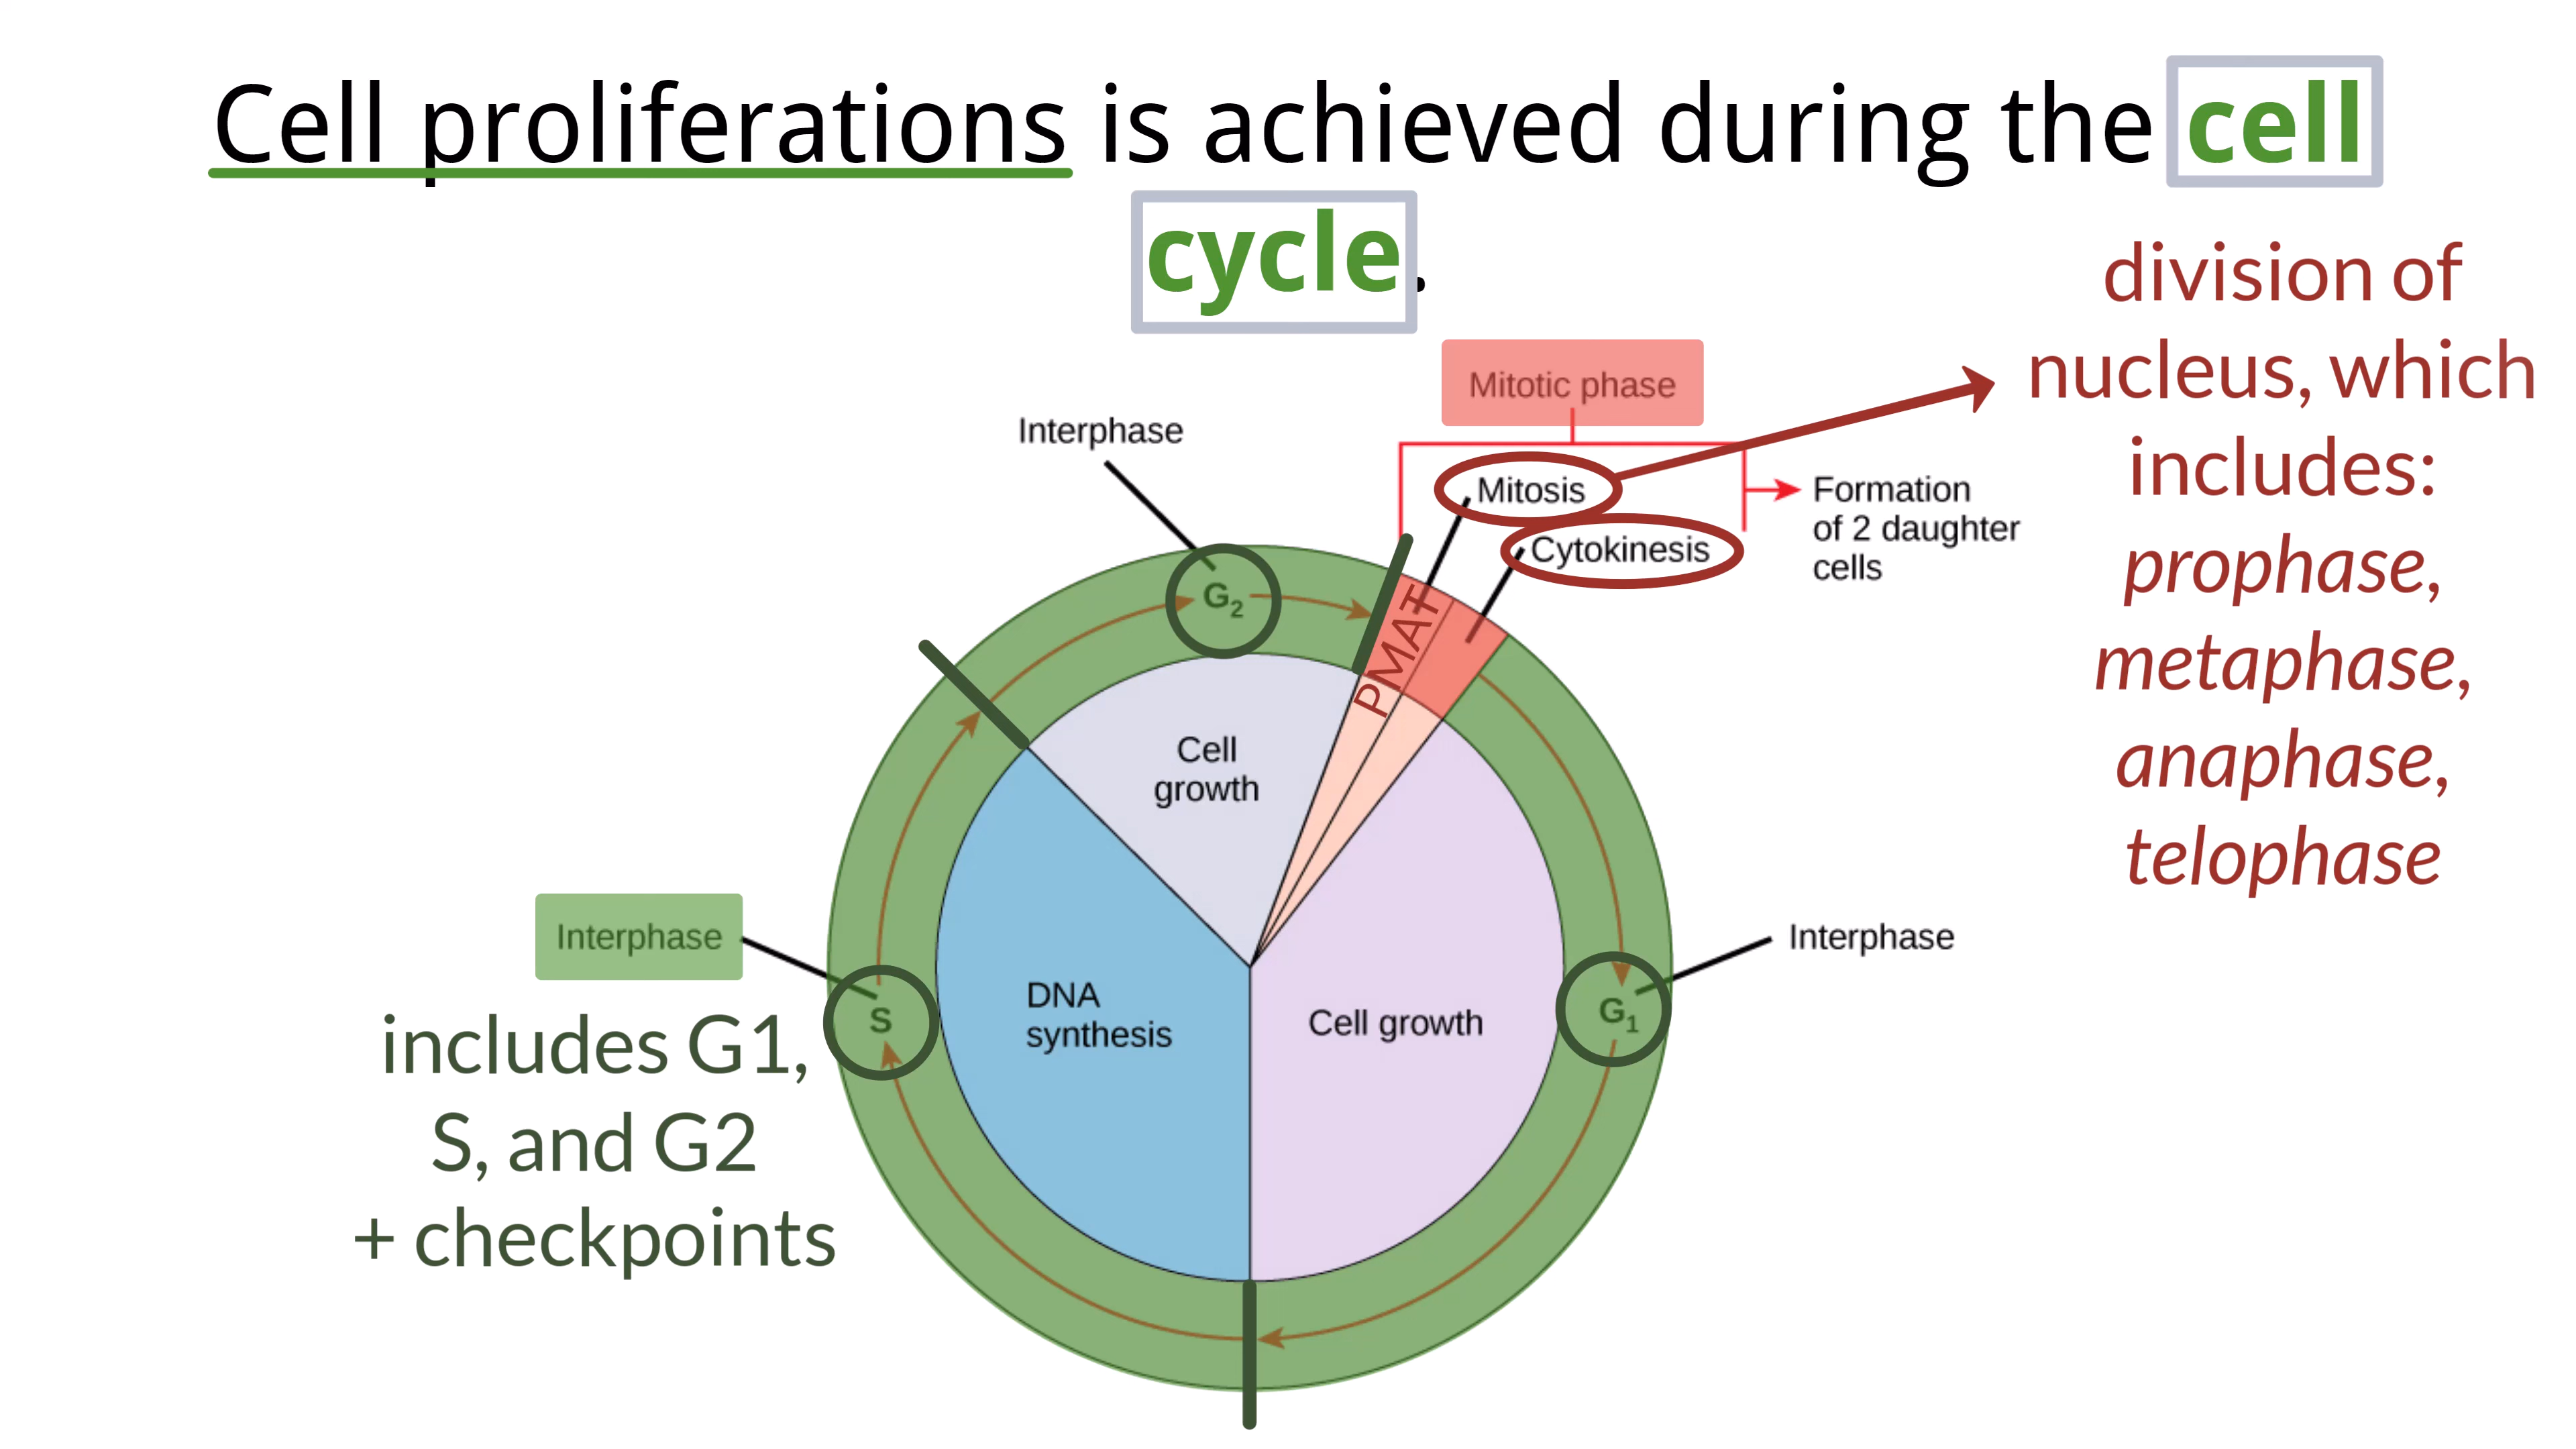 Cell proliferations is achieved during the cell
cycle.
division of
nucleus, which
includes:
prophase,
metaphase,
anaphase,
telophase
Mitotic phase
Interphase
Mitosis
Cytokinesis
Formation
of 2 daughter
cells
G2
PMAT
Cell
growth
Interphase
includes G1,
S, and G2
+ checkpoints
S
DNA
synthesis
Cell growth
G1
Interphase